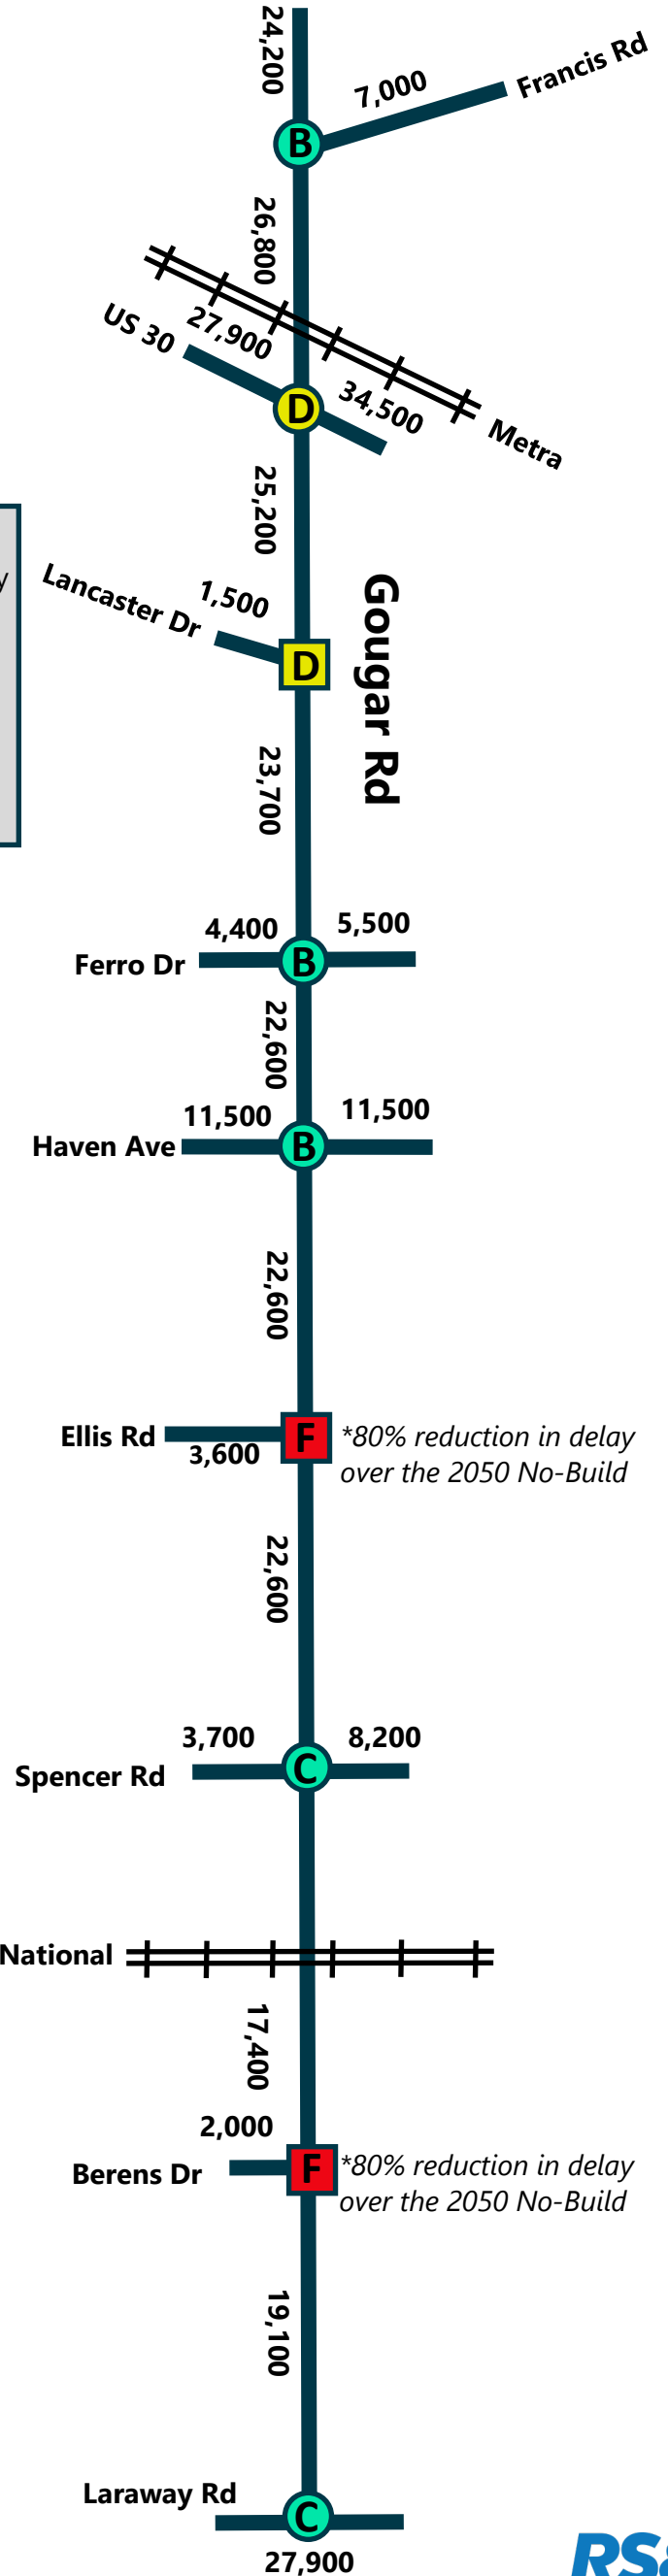 24,200
7,000
Francis Rd
B
26,800
US 30
27,900
D
34,500
Metra
25,200
Lancaster Dr
1,500
D
Gougar Rd
y
23,700
4,400
5,500
Ferro Dr
B
22,600
11,500
11,500
Haven Ave
B
22,600
Ellis Rd
F
*80% reduction in delay
over the 2050 No-Build
3,600
22,600
3,700
8,200
Spencer Rd
C
National
17,400
2,000
Berens Dr
F
*80% reduction in delay
over the 2050 No-Build
19,100
Laraway Rd
C
27,900